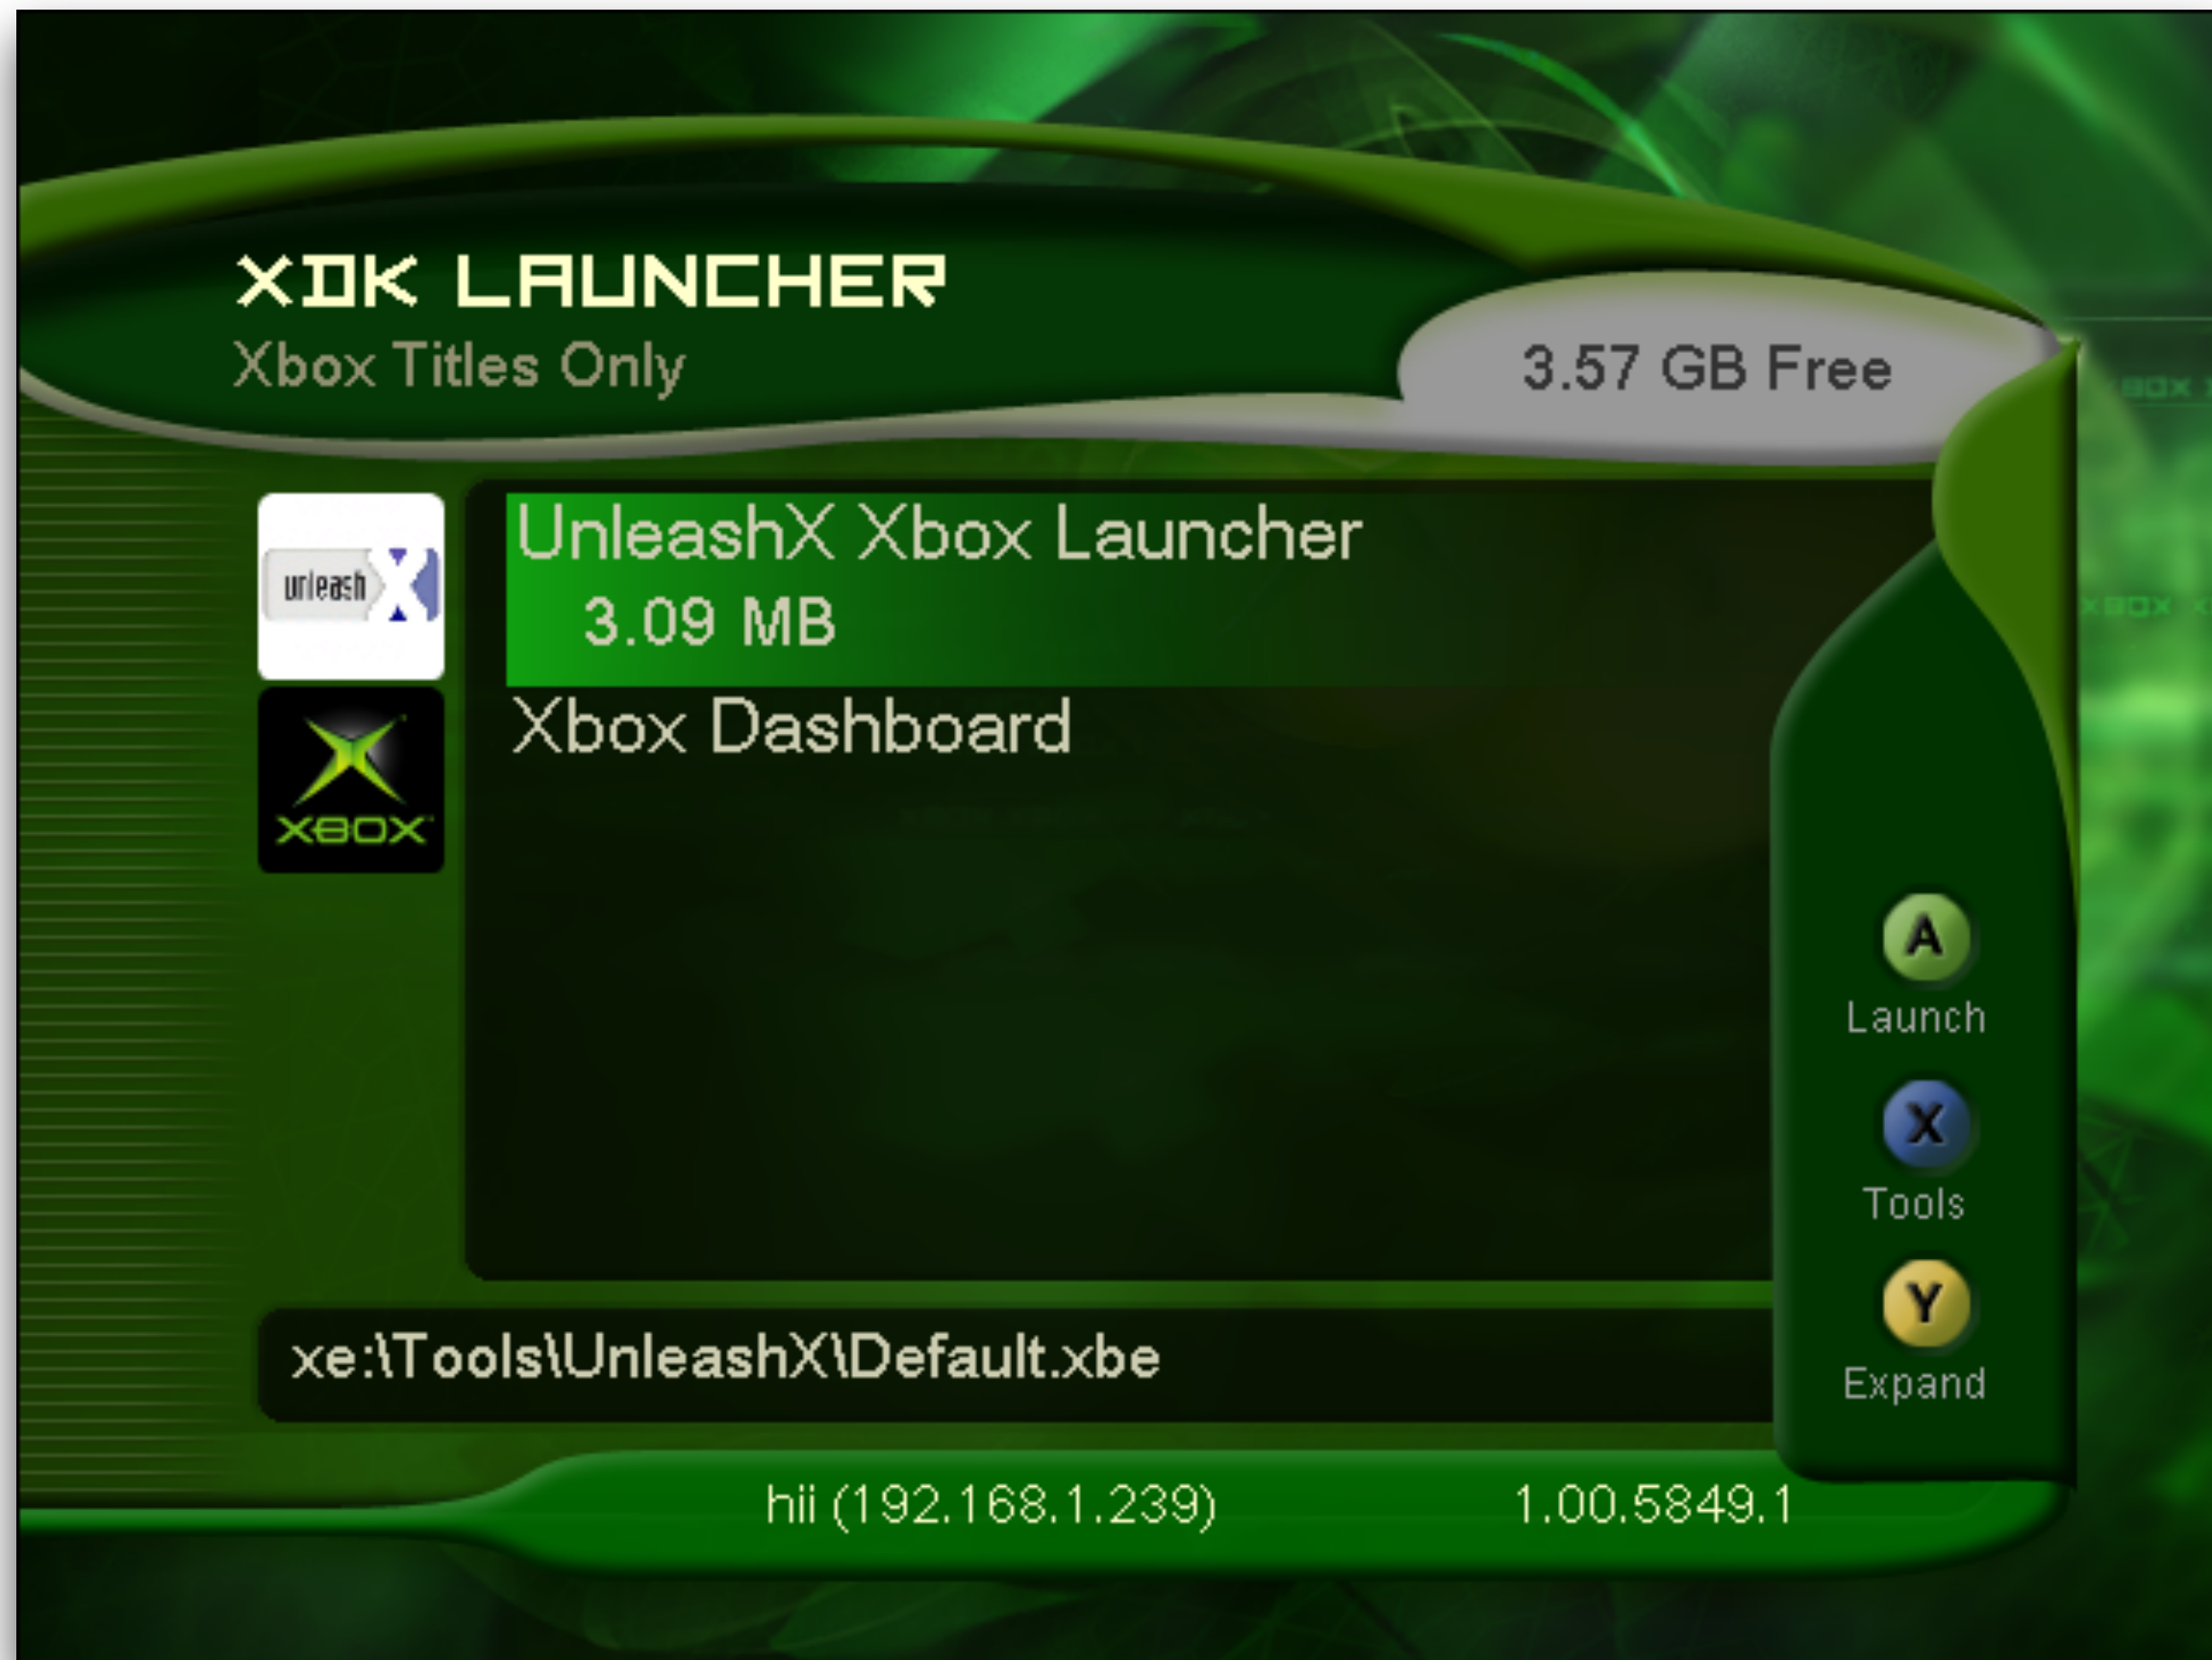 XDK LAUNCHER
Xbox Titles Only
3.57 GB Free
unleash X
UnleashX Xbox Launcher
3.09 MB
XBOX
Xbox Dashboard
A
Launch
X
Tools
Y
Expand
xe:\Tools\UnleashX\Default.xbe
hii (192.168.1.239)
1.00.5849.1